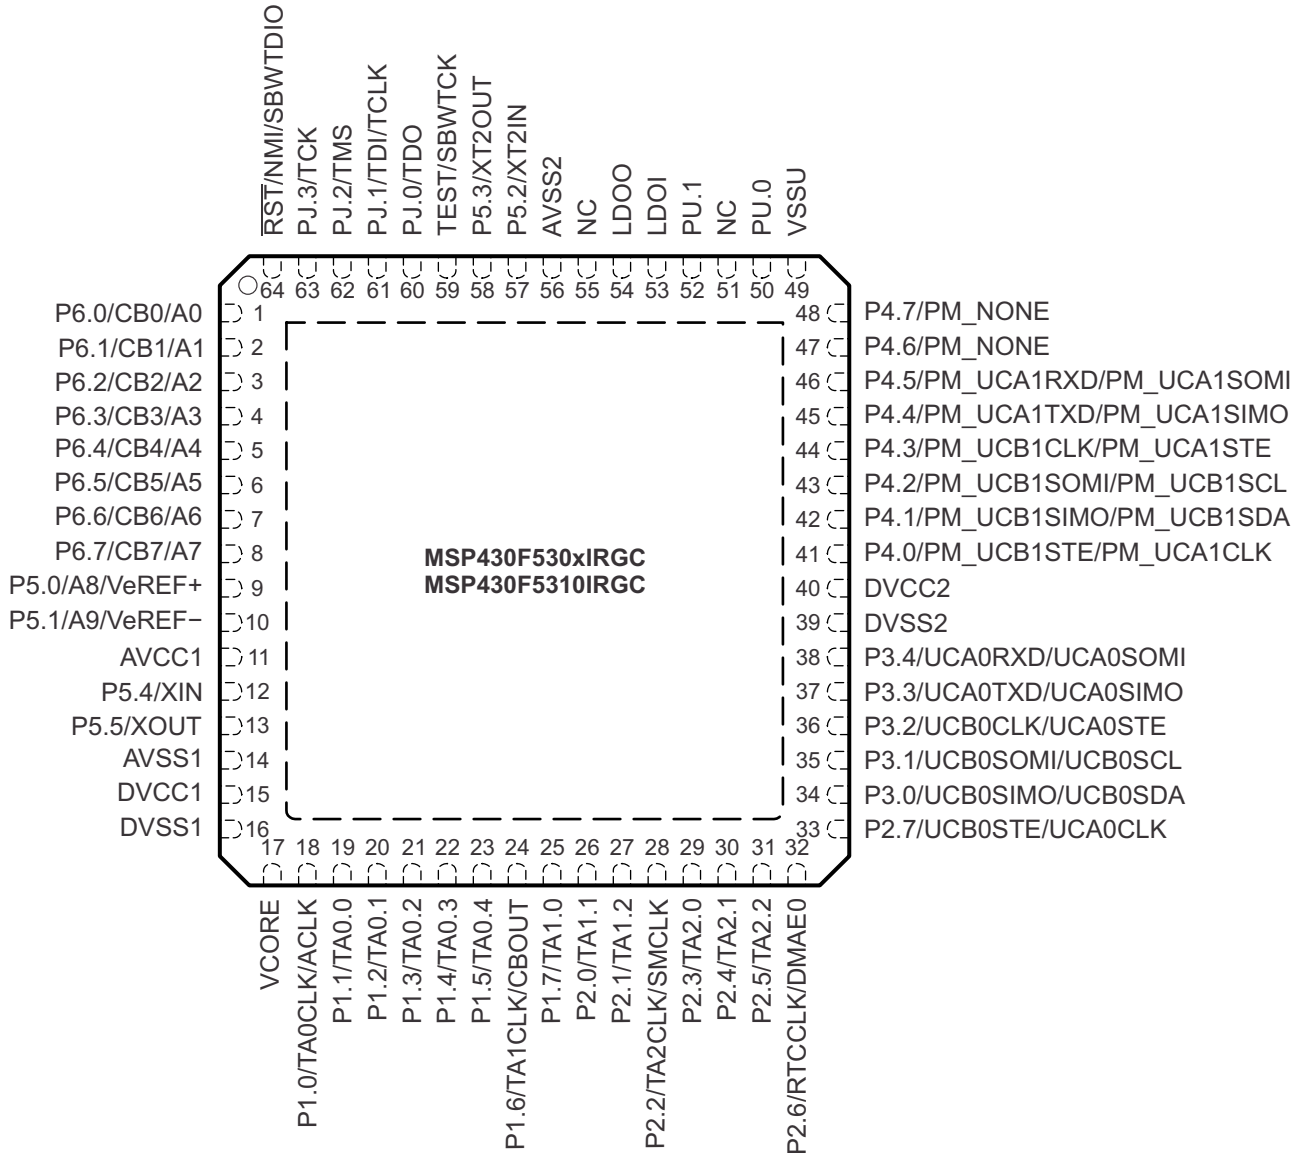 RST/NMI/SBWTDIO
PJ.3/TCK
PJ.2/TMS
PJ.1/TDI/TCLK
PJ.0/TDO
TEST/SBWTCK
P5.3/XT2OUT
P5.2/XT2IN
AVSS2
NC
LDOO
LDOI
PU.1
NC
PU.0
VSSU
64 63 62 61 60 59 58 57 56 55 54 53 52 51 50 49
P6.0/CB0/A0 1
P6.1/CB1/A1 2
P6.2/CB2/A2 3
P6.3/CB3/A3 4
P6.4/CB4/A4 5
P6.5/CB5/A5 6
P6.6/CB6/A6 7
P6.7/CB7/A7 8
P5.0/A8/VeREF+ 9
P5.1/A9/VeREF− 10
AVCC1 11
P5.4/XIN 12
P5.5/XOUT 13
AVSS1 14
DVCC1 15
DVSS1 16
MSP430F530xIRGC
MSP430F5310IRGC
48 P4.7/PM_NONE
47 P4.6/PM_NONE
46 P4.5/PM_UCA1RXD/PM_UCA1SOMI
45 P4.4/PM_UCA1TXD/PM_UCA1SIMO
44 P4.3/PM_UCB1CLK/PM_UCA1STE
43 P4.2/PM_UCB1SOMI/PM_UCB1SCL
42 P4.1/PM_UCB1SIMO/PM_UCB1SDA
41 P4.0/PM_UCB1STE/PM_UCA1CLK
40 DVCC2
39 DVSS2
38 P3.4/UCA0RXD/UCA0SOMI
37 P3.3/UCA0TXD/UCA0SIMO
36 P3.2/UCB0CLK/UCA0STE
35 P3.1/UCB0SOMI/UCB0SCL
34 P3.0/UCB0SIMO/UCB0SDA
33 P2.7/UCB0STE/UCA0CLK
17 18 19 20 21 22 23 24 25 26 27 28 29 30 31 32
VCORE
P1.0/TA0CLK/ACLK
P1.1/TA0.0
P1.2/TA0.1
P1.3/TA0.2
P1.4/TA0.3
P1.5/TA0.4
P1.6/TA1CLK/CBOUT
P1.7/TA1.0
P2.0/TA1.1
P2.1/TA1.2
P2.2/TA2CLK/SMCLK
P2.3/TA2.0
P2.4/TA2.1
P2.5/TA2.2
P2.6/RTCCLK/DMAE0